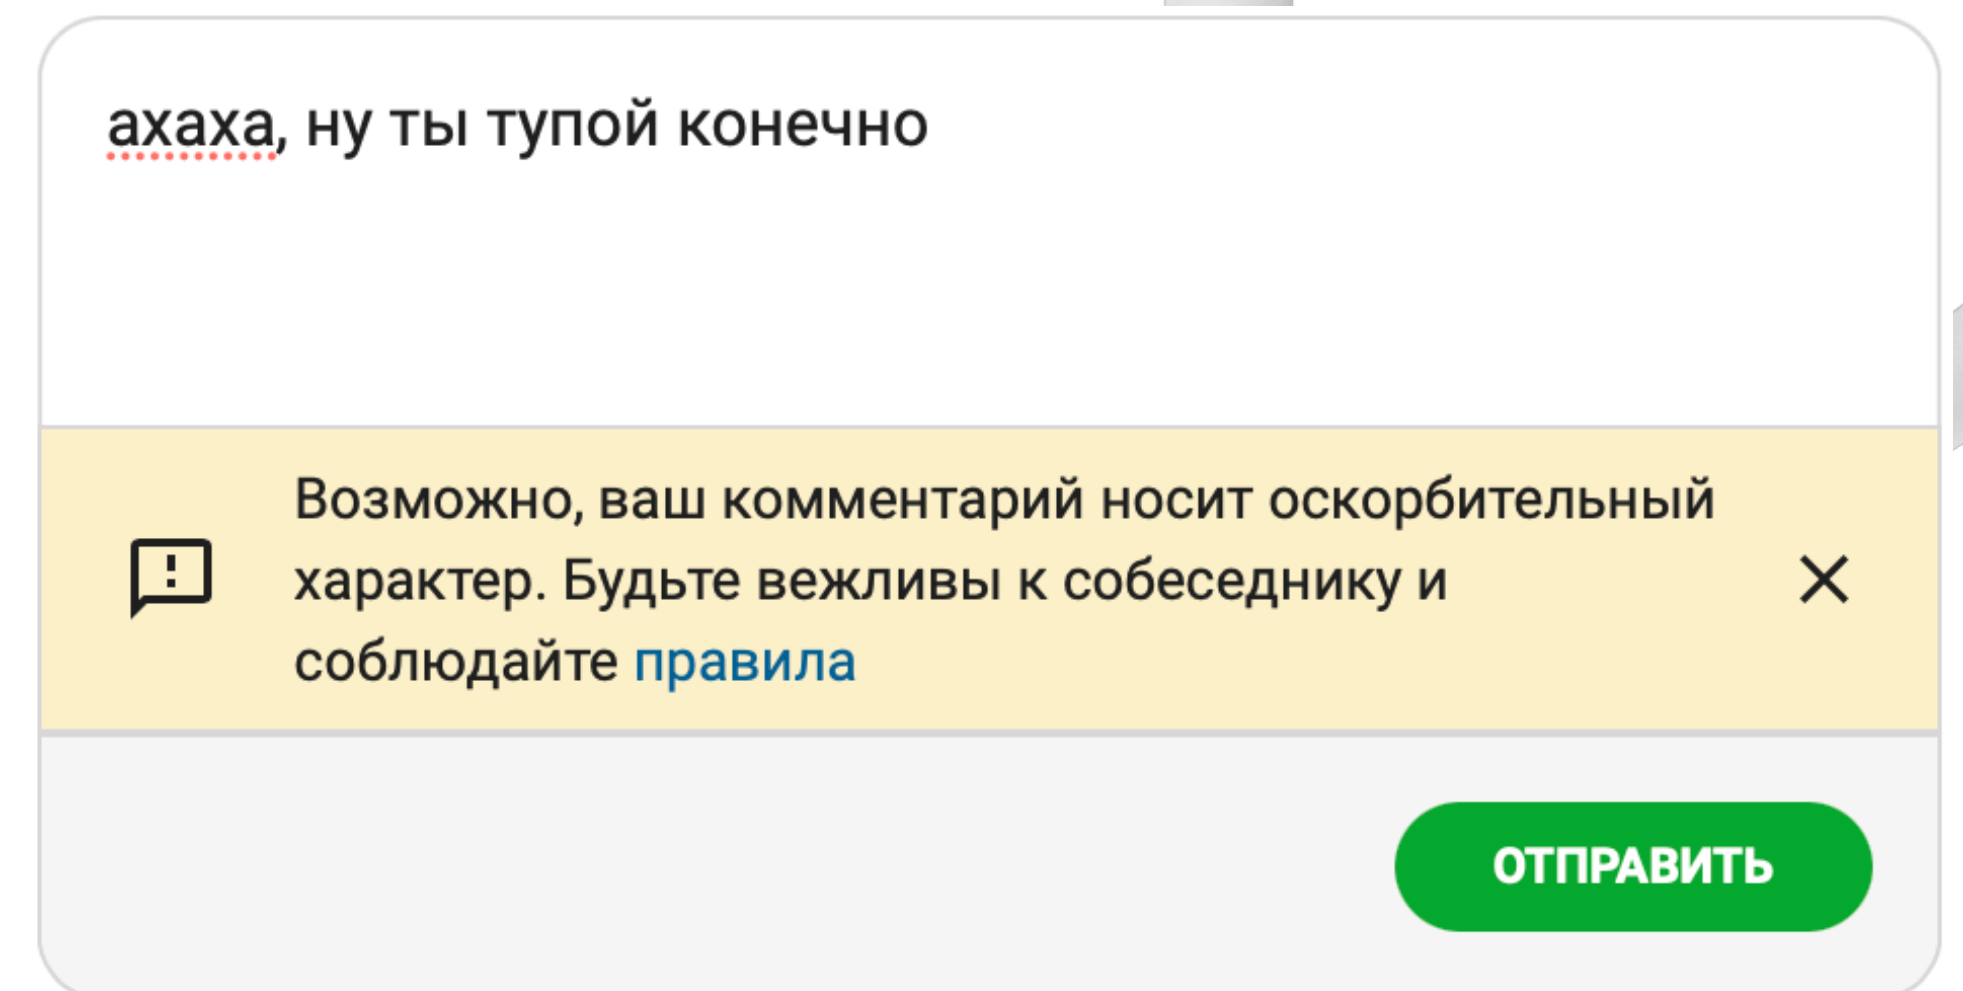 ахаха, ну ты тупой конечно
Возможно, ваш комментарий носит оскорбительный
характер. Будьте вежливы к собеседнику и
соблюдайте правила
ОТПРАВИТЬ